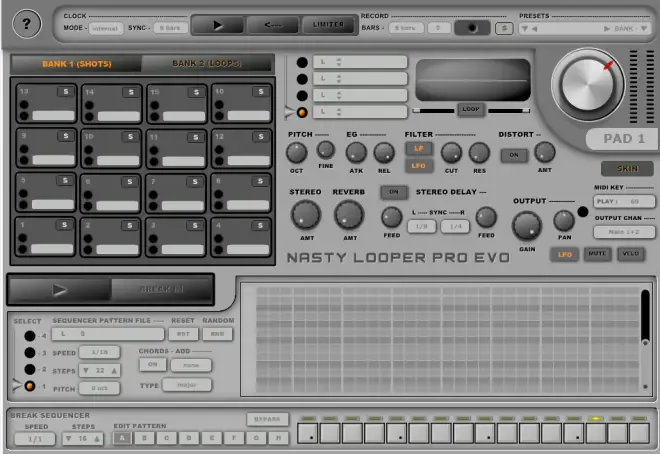 ?
CLOCK
MODE - internal SYNC - 8 bars
<---
LIMITER
RECORD
BARS - 8 bars ?
S
PRESETS
- BANK -
BANK 1 (SHOTS)
BANK 2 (LOOPS)
13 S 14 S 15 S 16 S
9 S 10 S 11 S 12 S
5 S 6 S 7 S 8 S
1 S 2 S 3 S 4 S
L
L
L
L
LOOP
PAD 1
PITCH EG FILTER DISTORT
LP
LFO
ON
OCT FINE ATK REL CUT RES AMT
SKIN
MIDI KEY
PLAY : 60
OUTPUT CHAN
Main 1+2
STEREO REVERB ON STEREO DELAY
L SYNC R
1/8 1/4
AMT AMT FEED FEED
OUTPUT
GAIN PAN
LFO MUTE VELO
NASTY LOOPER PRO EVO
BREAK IN
SELECT
- 4
- 3
- 2
- 1
SEQUENCER PATTERN FILE RESET RANDOM
L S RST RND
SPEED 1/16
STEPS 32
PITCH 0 oct
CHORDS - ADD
ON none
TYPE major
BREAK SEQUENCER
SPEED STEPS EDIT PATTERN BYPASS
1/1 16 A B C D E F G H